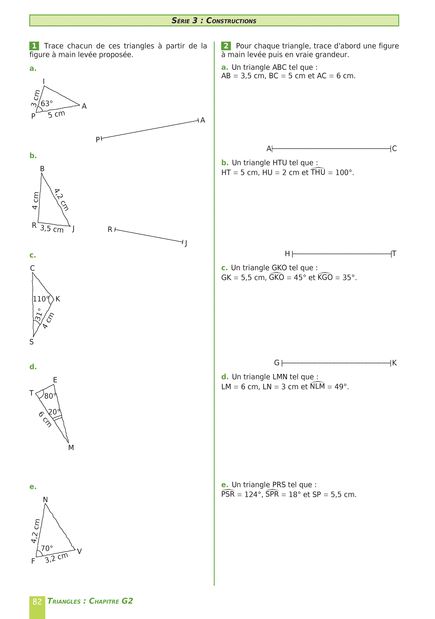 SÉRIE 3 : CONSTRUCTIONS
1 Trace chacun de ces triangles à partir de la
figure à main levée proposée.
a.
I
3 cm
63°
A
P
5 cm
A
P
b.
B
4 cm
4,2 cm
R
3,5 cm
J
R
J
c.
C
110°
K
31°
4 cm
S
d.
E
T
80°
20°
6 cm
M
e.
N
4,2 cm
70°
V
F
3,2 cm
2 Pour chaque triangle, trace d'abord une figure
à main levée puis en vraie grandeur.
a. Un triangle ABC tel que :
AB = 3,5 cm, BC = 5 cm et AC = 6 cm.
A
C
b. Un triangle HTU tel que :
HT = 5 cm, HU = 2 cm et THU = 100°.
H
T
c. Un triangle GKO tel que :
GK = 5,5 cm, GKO = 45° et KGO = 35°.
G
K
d. Un triangle LMN tel que :
LM = 6 cm, LN = 3 cm et NLM = 49°.
e. Un triangle PRS tel que :
PSR = 124°, SPR = 18° et SP = 5,5 cm.
82 TRIANGLES : CHAPITRE G2